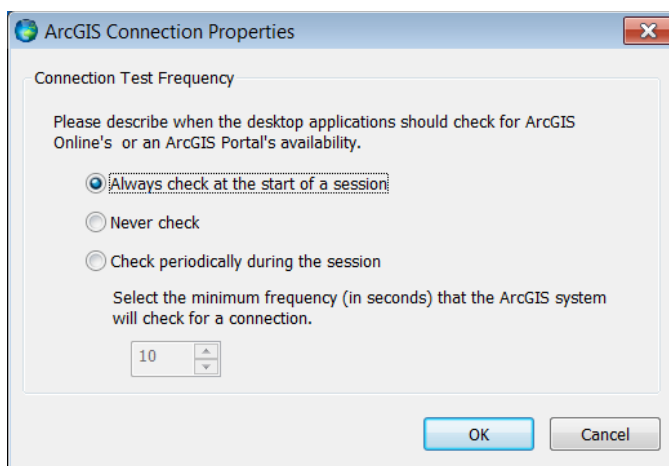 ArcGIS Connection Properties
Connection Test Frequency
Please describe when the desktop applications should check for ArcGIS
Online's  or an ArcGIS Portal's availability.
Always check at the start of a session
Never check
Check periodically during the session
Select the minimum frequency (in seconds) that the ArcGIS system
will check for a connection.
10
OK Cancel